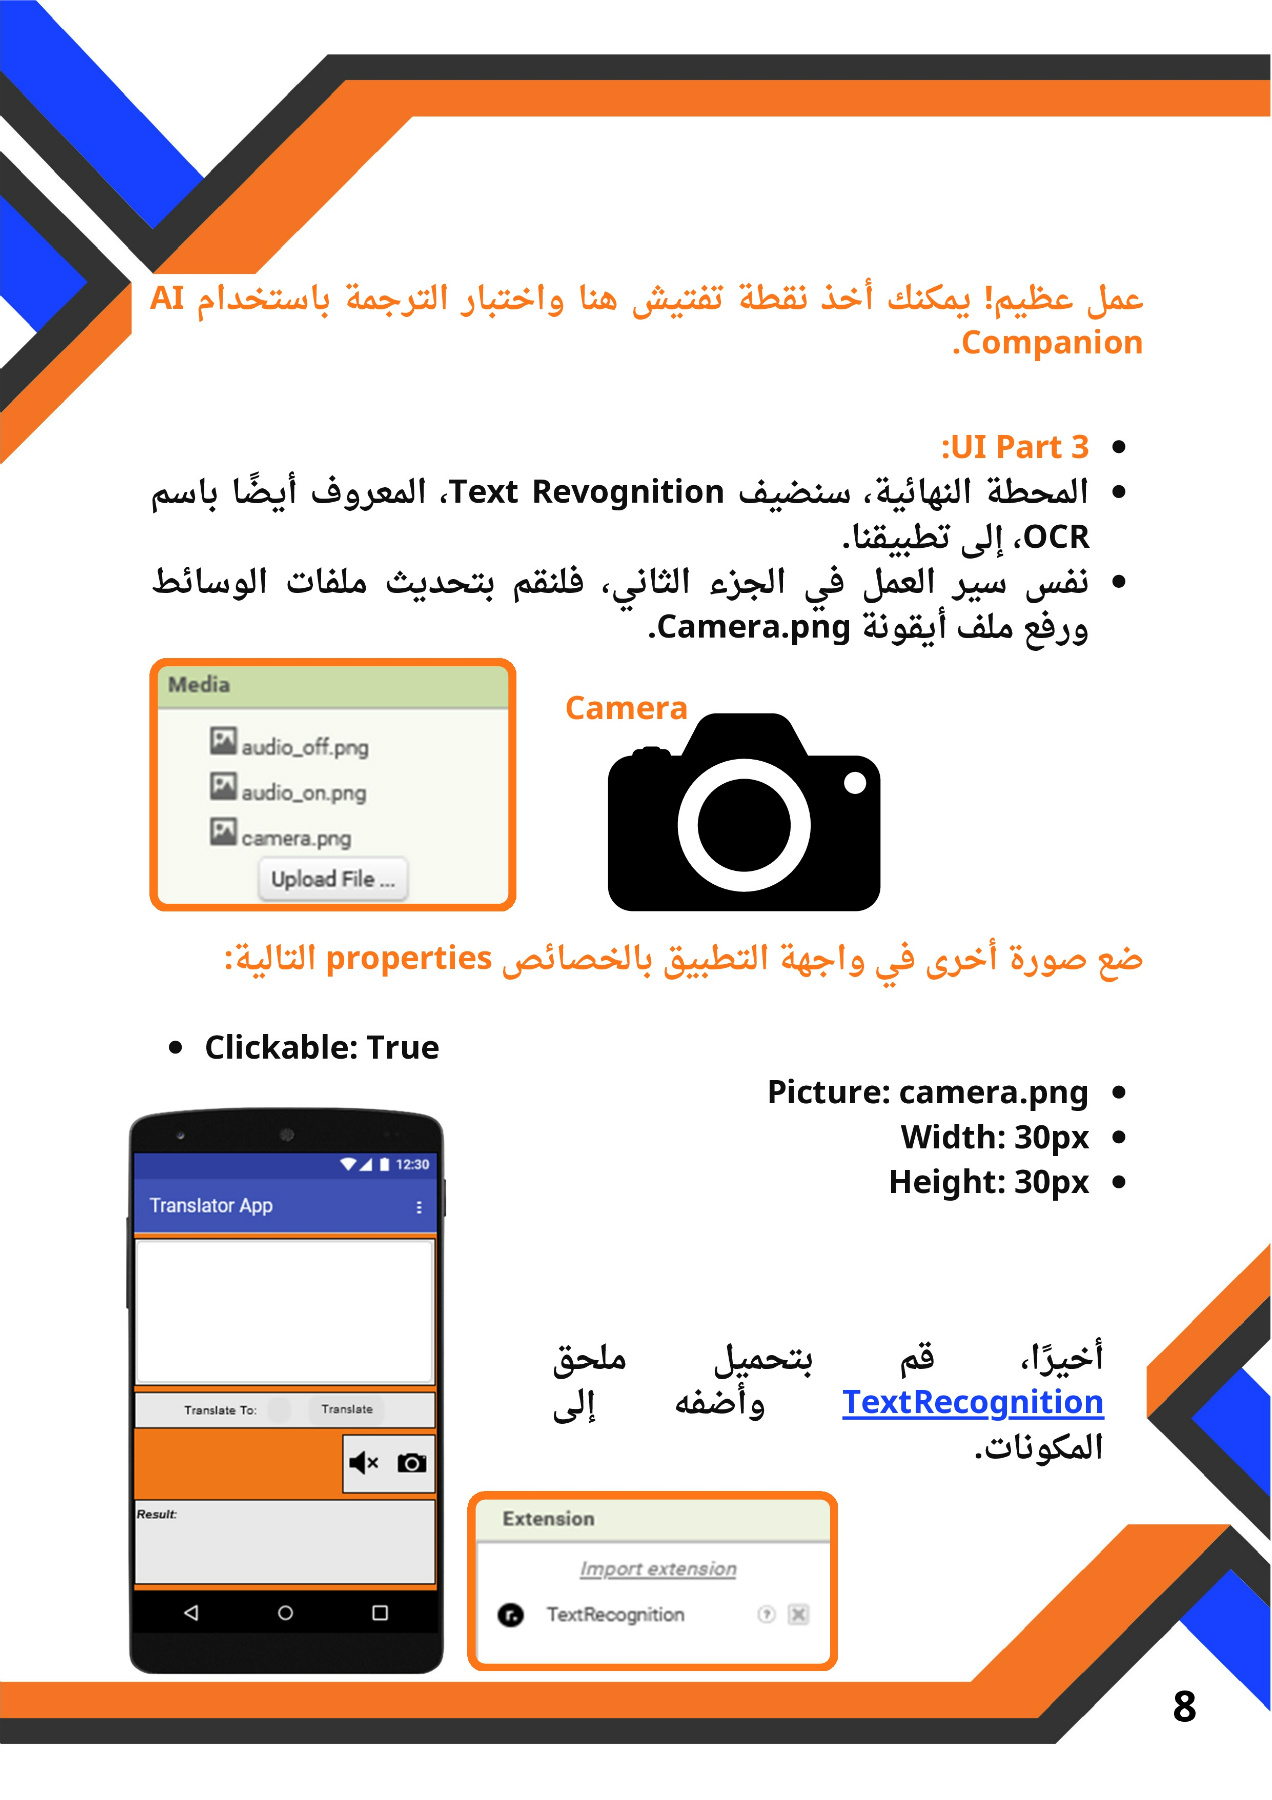 عمل عظيم! يمكنك أخذ نقطة تفتيش هنا واختبار الترجمة باستخدام AI
Companion.
UI Part 3:
المحطة النهائية، سنضيف Text Revognition، المعروف أيضًا باسم
OCR، إلى تطبيقنا.
نفس سير العمل في الجزء الثاني، فلنقم بتحديث ملفات الوسائط
ورفع ملف أيقونة Camera.png.
Media
audio_off.png
audio_on.png
camera.png
Upload File ...
Camera
ضع صورة أخرى في واجهة التطبيق بالخصائص properties التالية:
Clickable: True
Picture: camera.png
Width: 30px
Height: 30px
12:30
Translator App
Translate To:
Translate
Result:
أخيرًا، قم بتحميل ملحق
TextRecognition وأضفه إلى
المكونات.
Extension
Import extension
r.
TextRecognition
?
8